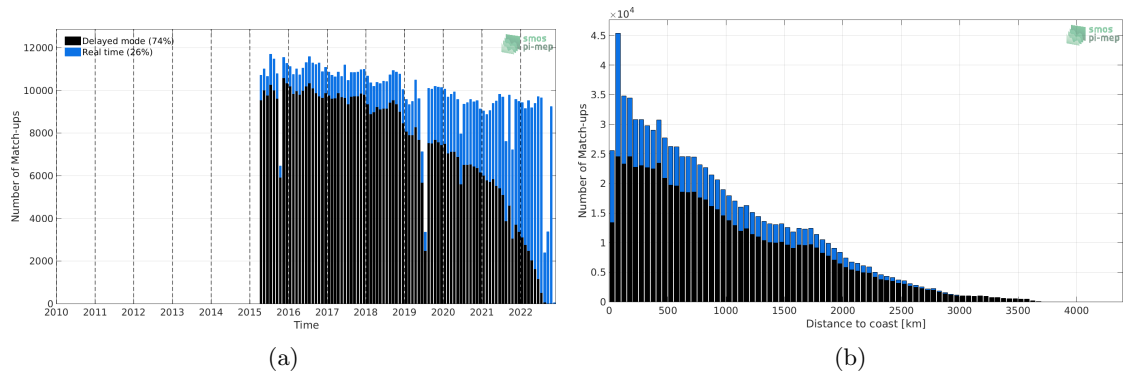 Delayed mode (74%)
Real time (26%)
smos
pi-mep
Number of Match-ups
12000
10000
8000
6000
4000
2000
0
2010 2011 2012 2013 2014 2015 2016 2017 2018 2019 2020 2021 2022
Time
(a)
×10⁴
smos
pi-mep
Number of Match-ups
4.5
4
3.5
3
2.5
2
1.5
1
0.5
0
0 500 1000 1500 2000 2500 3000 3500 4000
Distance to coast [km]
(b)